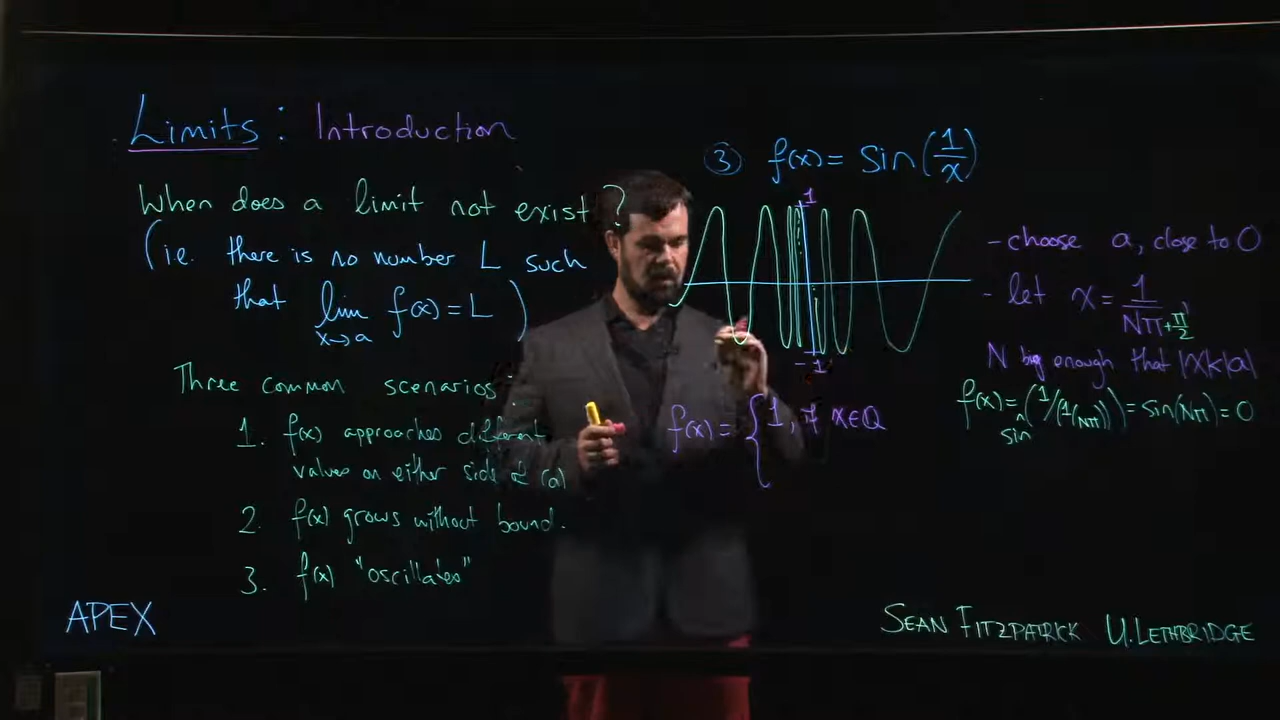 Limits: Introduction
When does a limit not exist?
(i.e. there is no number L such
that lim f(x) = L)
x→a
Three common scenarios:
1. f(x) approaches different
values on either side of (a)
2. f(x) grows without bound.
3. f(x) "oscillates"
③ f(x) = sin(1/x)
1
-1
f(x) = { 1, if x∈Q
- choose a, close to 0
- let x = 1/(Nπ + π/2)
N big enough that |x|<|a|
f(x) = sin(1/(1/(Nπ))) = sin(Nπ) = 0
APEX
SEAN FITZPATRICK U. LETHBRIDGE